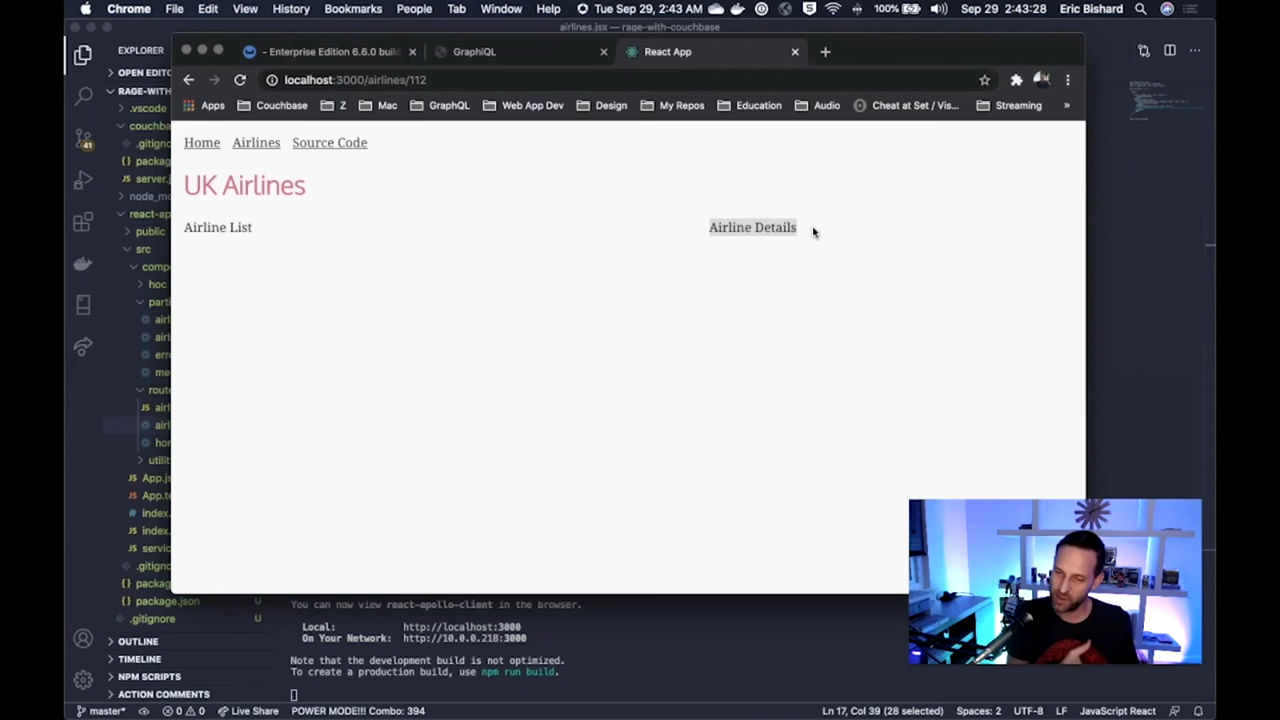 Chrome File Edit View History Bookmarks People Tab Window Help Tue Sep 29, 2:43 AM 100% Sep 29 2:43:28 Eric Bishard
airlines.jsx — rage-with-couchbase
EXPLORER
- Enterprise Edition 6.6.0 build
GraphiQL
React App
OPEN EDITO
localhost:3000/airlines/112
RAGE-WITH-
Apps Couchbase Z Mac GraphQL Web App Dev Design My Repos Education Audio Cheat at Set / Vis... Streaming »
.vscode
couchba
.gitigno
41
packag
server.j
node_mo
react-ap
public
src
compo
hoc
parti
airl
airl
erro
me
route
airl
airl
hor
utility
App.js
App.te
index.
index.
servic
.gitigno
packag
package.json U
.gitignore U
Home Airlines Source Code
UK Airlines
Airline List Airline Details
You can now view react-apollo-client in the browser.
Local: http://localhost:3000
On Your Network: http://10.0.0.218:3000
Note that the development build is not optimized.
To create a production build, use npm run build.
OUTLINE
TIMELINE
NPM SCRIPTS
ACTION COMMENTS
master* 0 0 Live Share POWER MODE!!! Combo: 394 Ln 17, Col 39 (28 selected) Spaces: 2 UTF-8 LF JavaScript React